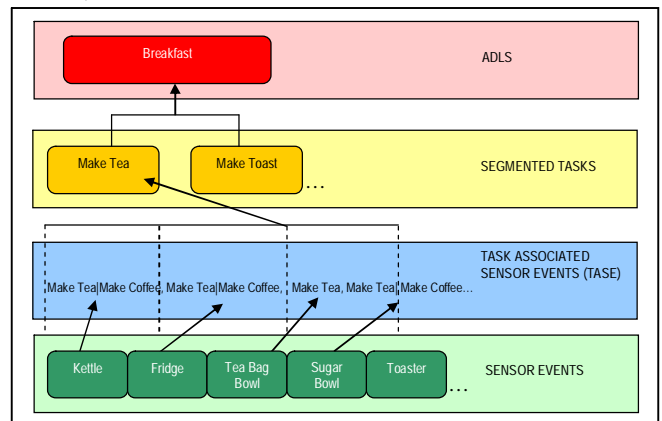 Breakfast
ADLS
Make Tea
Make Toast
...
SEGMENTED TASKS
TASK ASSOCIATED
SENSOR EVENTS (TASE)
Make Tea|Make Coffee, Make Tea|Make Coffee, Make Tea, Make Tea| Make Coffee...
Kettle
Fridge
Tea Bag
Bowl
Sugar
Bowl
Toaster
...
SENSOR EVENTS